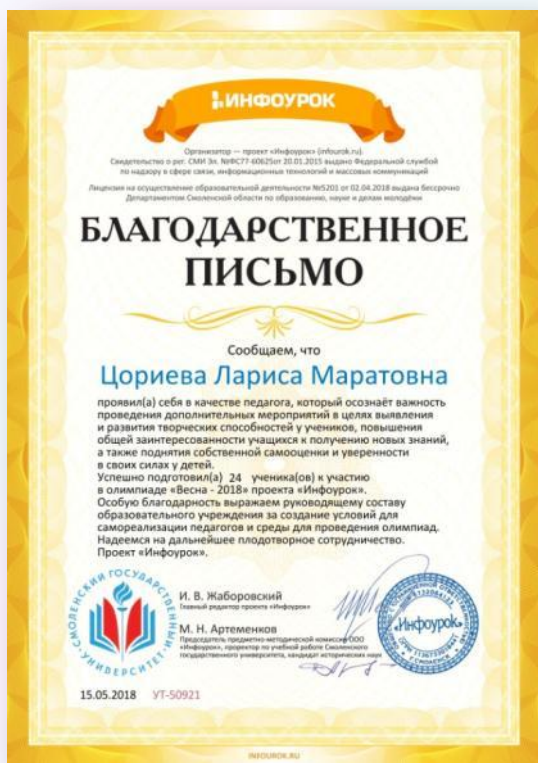 ИНФОУРОК
Организатор — проект «Инфоурок» (infourok.ru).
Свидетельство о рег. СМИ Эл. №ФС77-60625от 20.01.2015 выдано Федеральной службой
по надзору в сфере связи, информационных технологий и массовых коммуникаций
Лицензия на осуществление образовательной деятельности №5201 от 02.04.2018 выдана бессрочно
Департаментом Смоленской области по образованию, науке и делам молодёжи
БЛАГОДАРСТВЕННОЕ
ПИСЬМО
Сообщаем, что
Цориева Лариса Маратовна
проявил(а) себя в качестве педагога, который осознаёт важность
проведения дополнительных мероприятий в целях выявления
и развития творческих способностей у учеников, повышения
общей заинтересованности учащихся к получению новых знаний,
а также поднятия собственной самооценки и уверенности
в своих силах у детей.
Успешно подготовил(а) 24 ученика(ов) к участию
в олимпиаде «Весна - 2018» проекта «Инфоурок».
Особую благодарность выражаем руководящему составу
образовательного учреждения за создание условий для
самореализации педагогов и среды для проведения олимпиад.
Надеемся на дальнейшее плодотворное сотрудничество.
Проект «Инфоурок».
СМОЛЕНСКИЙ ГОСУДАРСТВЕННЫЙ УНИВЕРСИТЕТ
И. В. Жаборовский
Главный редактор проекта «Инфоурок»
М. Н. Артеменков
Председатель предметно-методической комиссии ООО
«Инфоурок», проректор по учебной работе Смоленского
государственного университета, кандидат исторических наук
«Инфоурок»
15.05.2018 УТ-50921
INFOUROK.RU